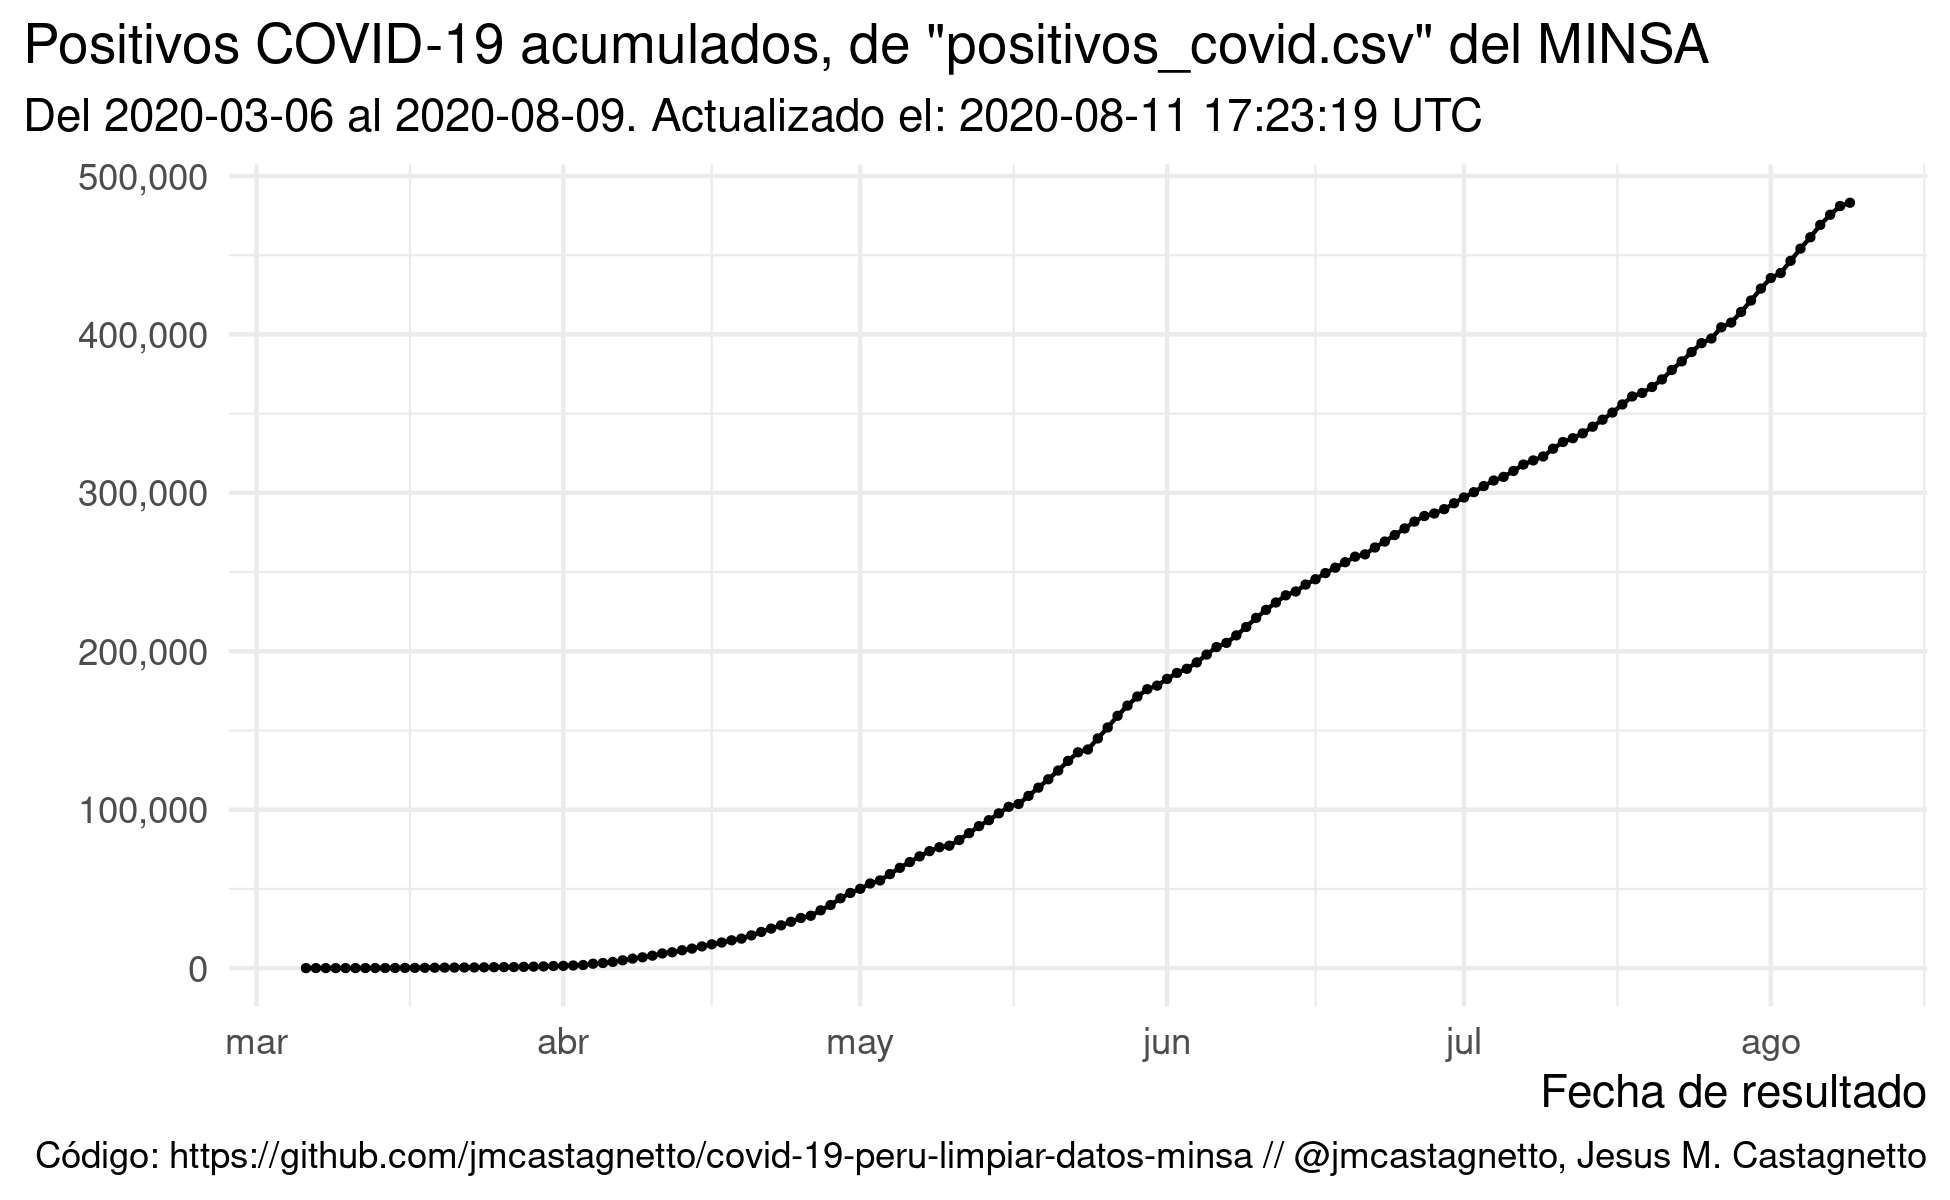 Positivos COVID-19 acumulados, de "positivos_covid.csv" del MINSA
Del 2020-03-06 al 2020-08-09. Actualizado el: 2020-08-11 17:23:19 UTC
500,000
400,000
300,000
200,000
100,000
0
mar abr may jun jul ago
Fecha de resultado
Código: https://github.com/jmcastagnetto/covid-19-peru-limpiar-datos-minsa // @jmcastagnetto, Jesus M. Castagnetto